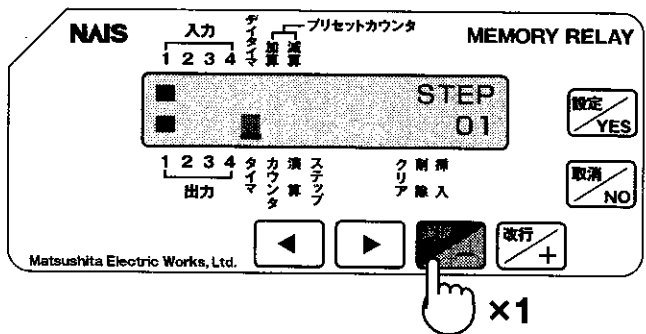 NAIS
入力
1 2 3 4
デイタイマ
加算
減算
プリセットカウンタ
MEMORY RELAY
STEP
01
設定/YES
1 2 3 4
出力
タイマ
カウンタ
演算
ステップ
クリア
削除
挿入
取消/NO
◀
▶
−
改行/+
Matsushita Electric Works, Ltd.
×1